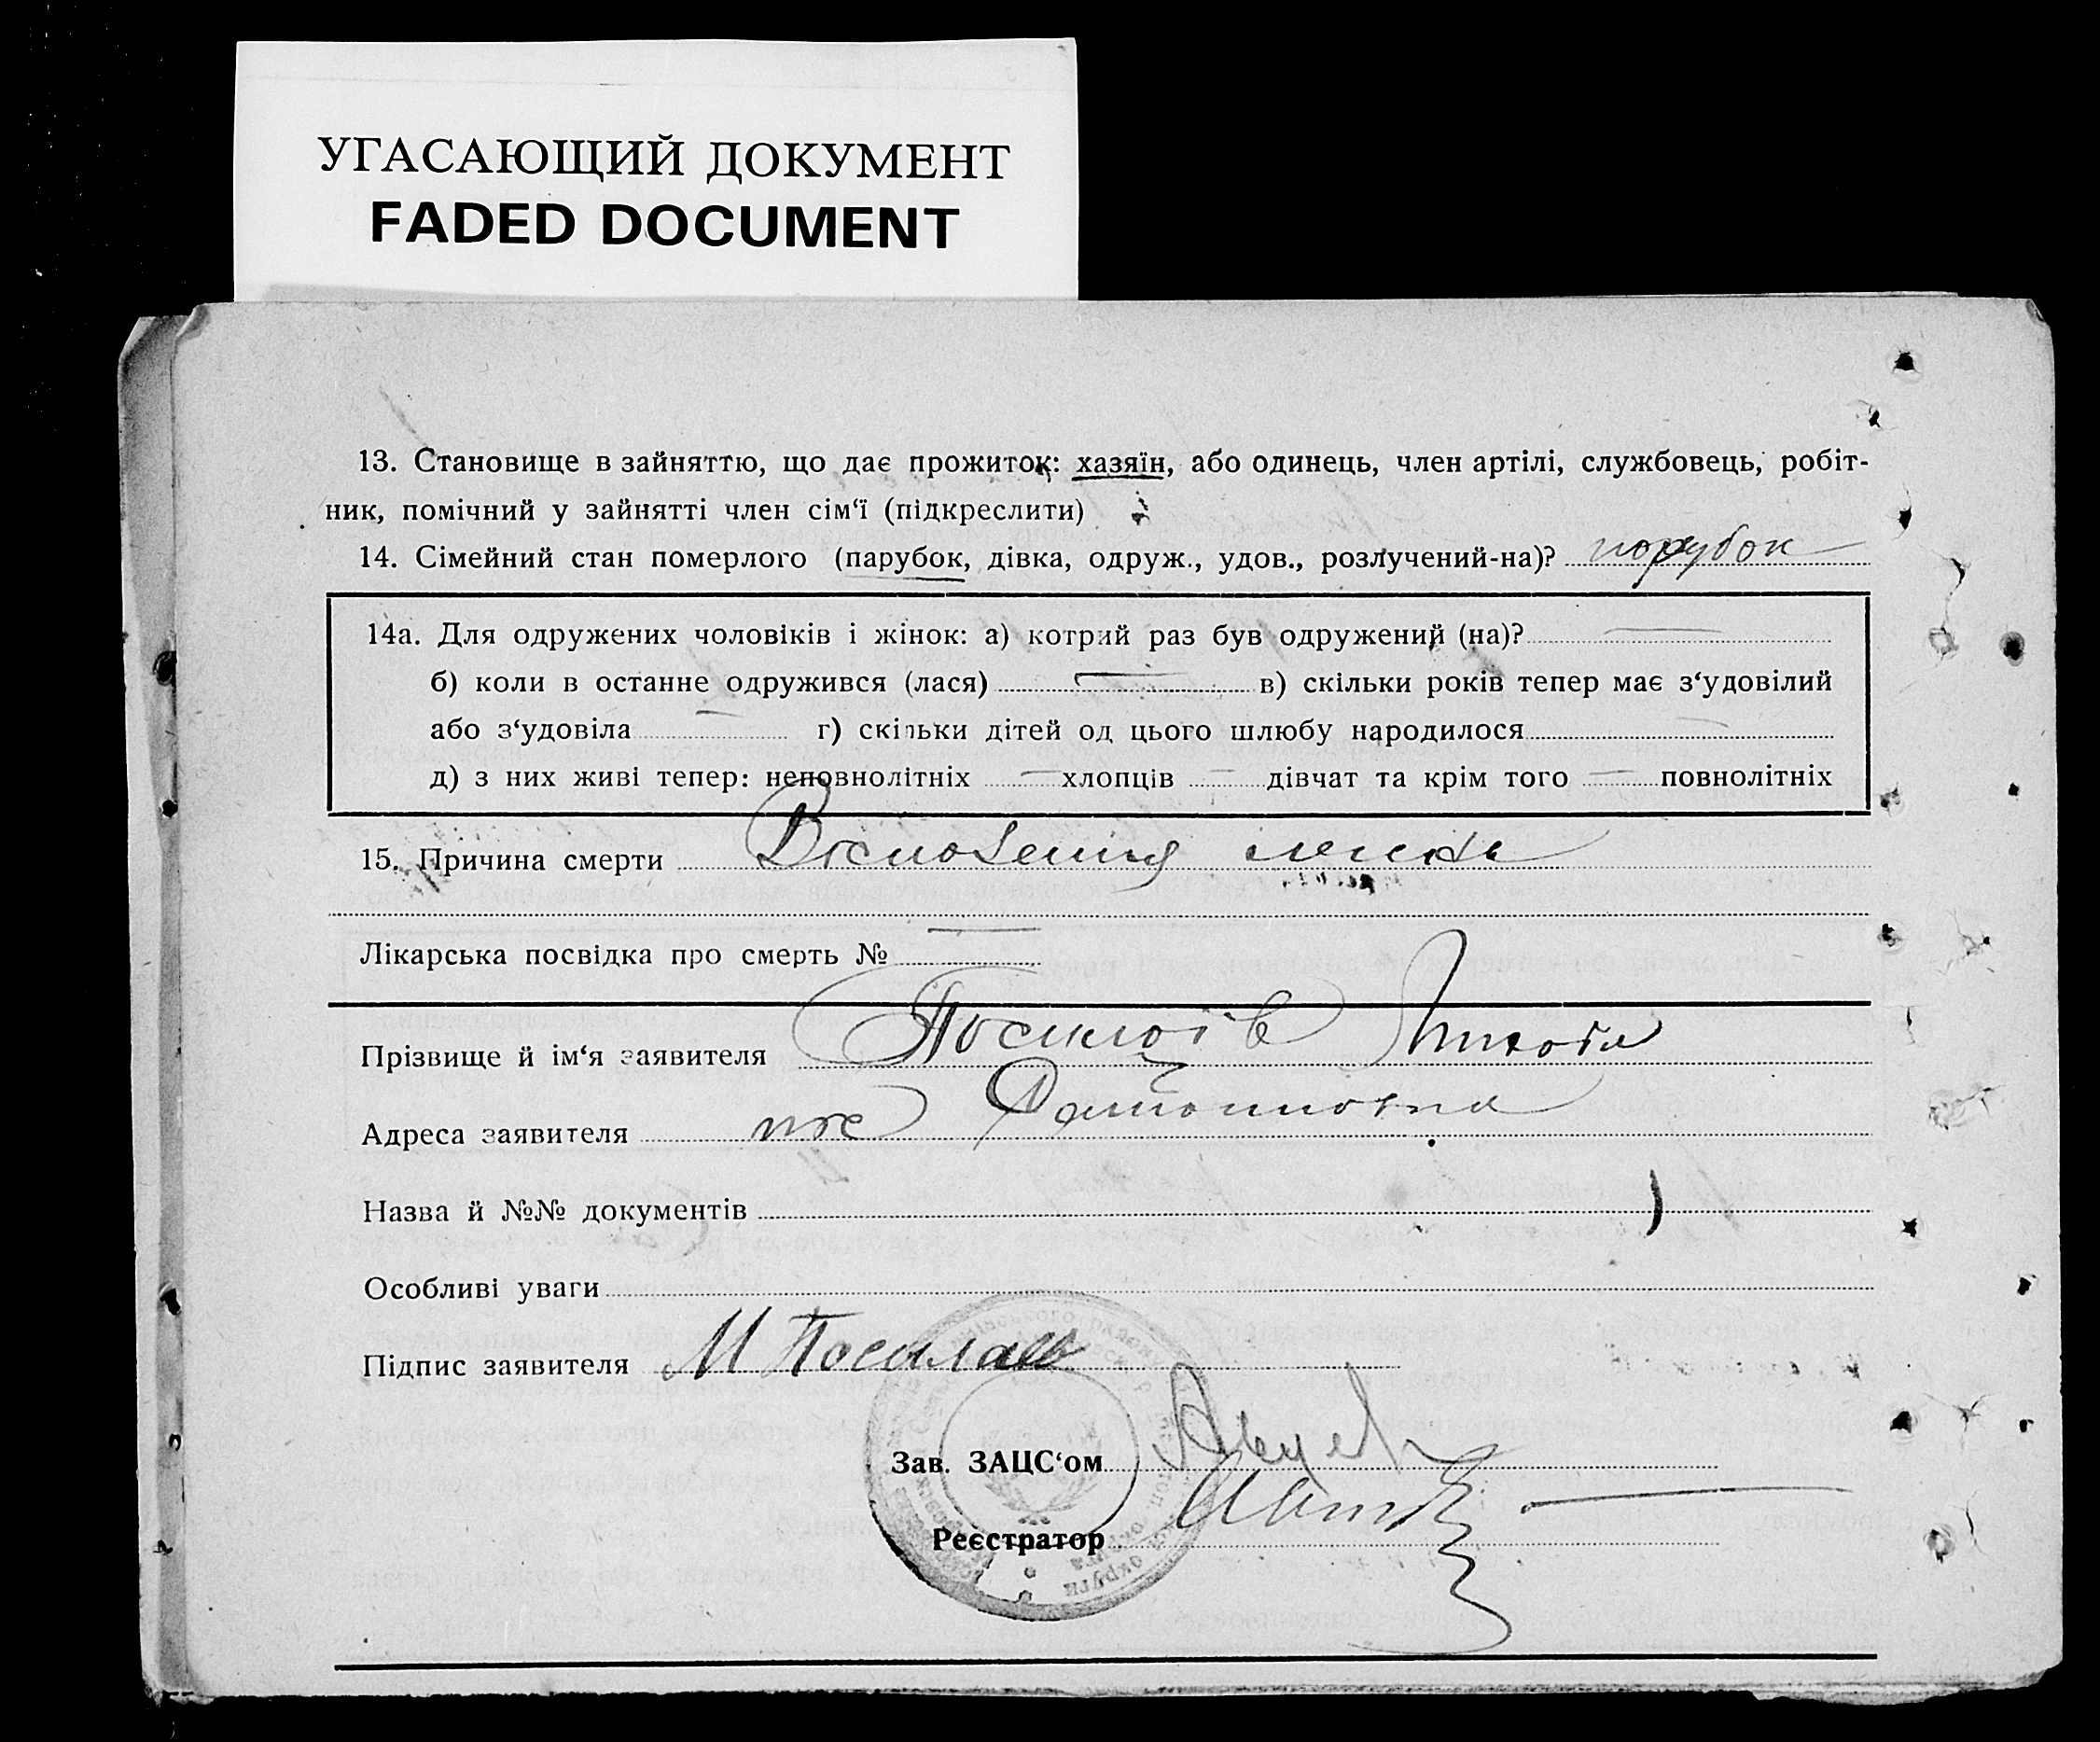 УГАСАЮЩИЙ ДОКУМЕНТ
FADED DOCUMENT
13. Становище в зайняттю, що дає прожиток: хазяїн, або одинець, член артілі, службовець, робіт-
ник, помічний у зайнятті член сім‘ї (підкреслити)
14. Сімейний стан померлого (парубок, дівка, одруж., удов., розлучений-на)? порубок
14а. Для одружених чоловіків і жінок: а) котрий раз був одружений (на)?
б) коли в останне одружився (лася) в) скільки років тепер має з‘удовілий
або з‘удовіла г) скільки дітей од цього шлюбу народилося
д) з них живі тепер: неповнолітніх — хлопців — дівчат та крім того — повнолітніх
15. Причина смерти
Лікарська посвідка про смерть № —
Прізвище й ім‘я заявителя
Адреса заявителя
Назва й №№ документів
Особливі уваги
Підпис заявителя М
Зав. ЗАЦС‘ом
Реєстратор